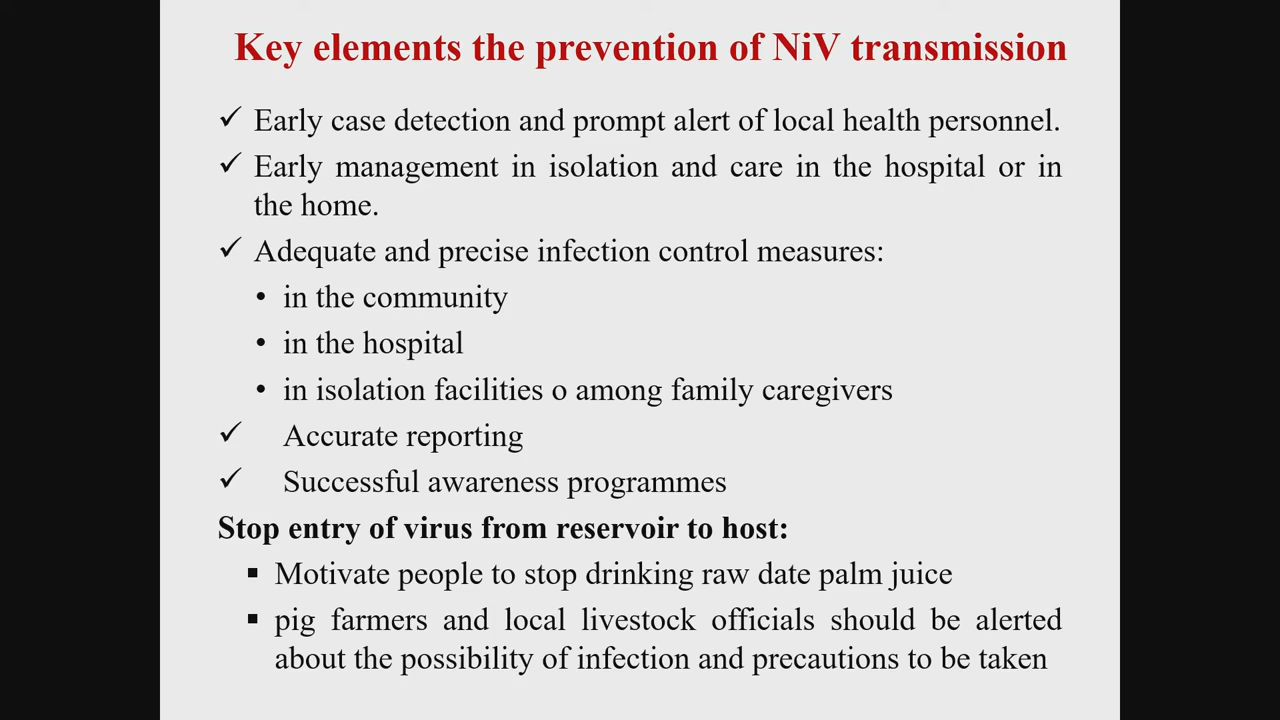 Key elements the prevention of NiV transmission
✓ Early case detection and prompt alert of local health personnel.
✓ Early management in isolation and care in the hospital or in
the home.
✓ Adequate and precise infection control measures:
• in the community
• in the hospital
• in isolation facilities o among family caregivers
✓ Accurate reporting
✓ Successful awareness programmes
Stop entry of virus from reservoir to host:
▪ Motivate people to stop drinking raw date palm juice
▪ pig farmers and local livestock officials should be alerted
about the possibility of infection and precautions to be taken